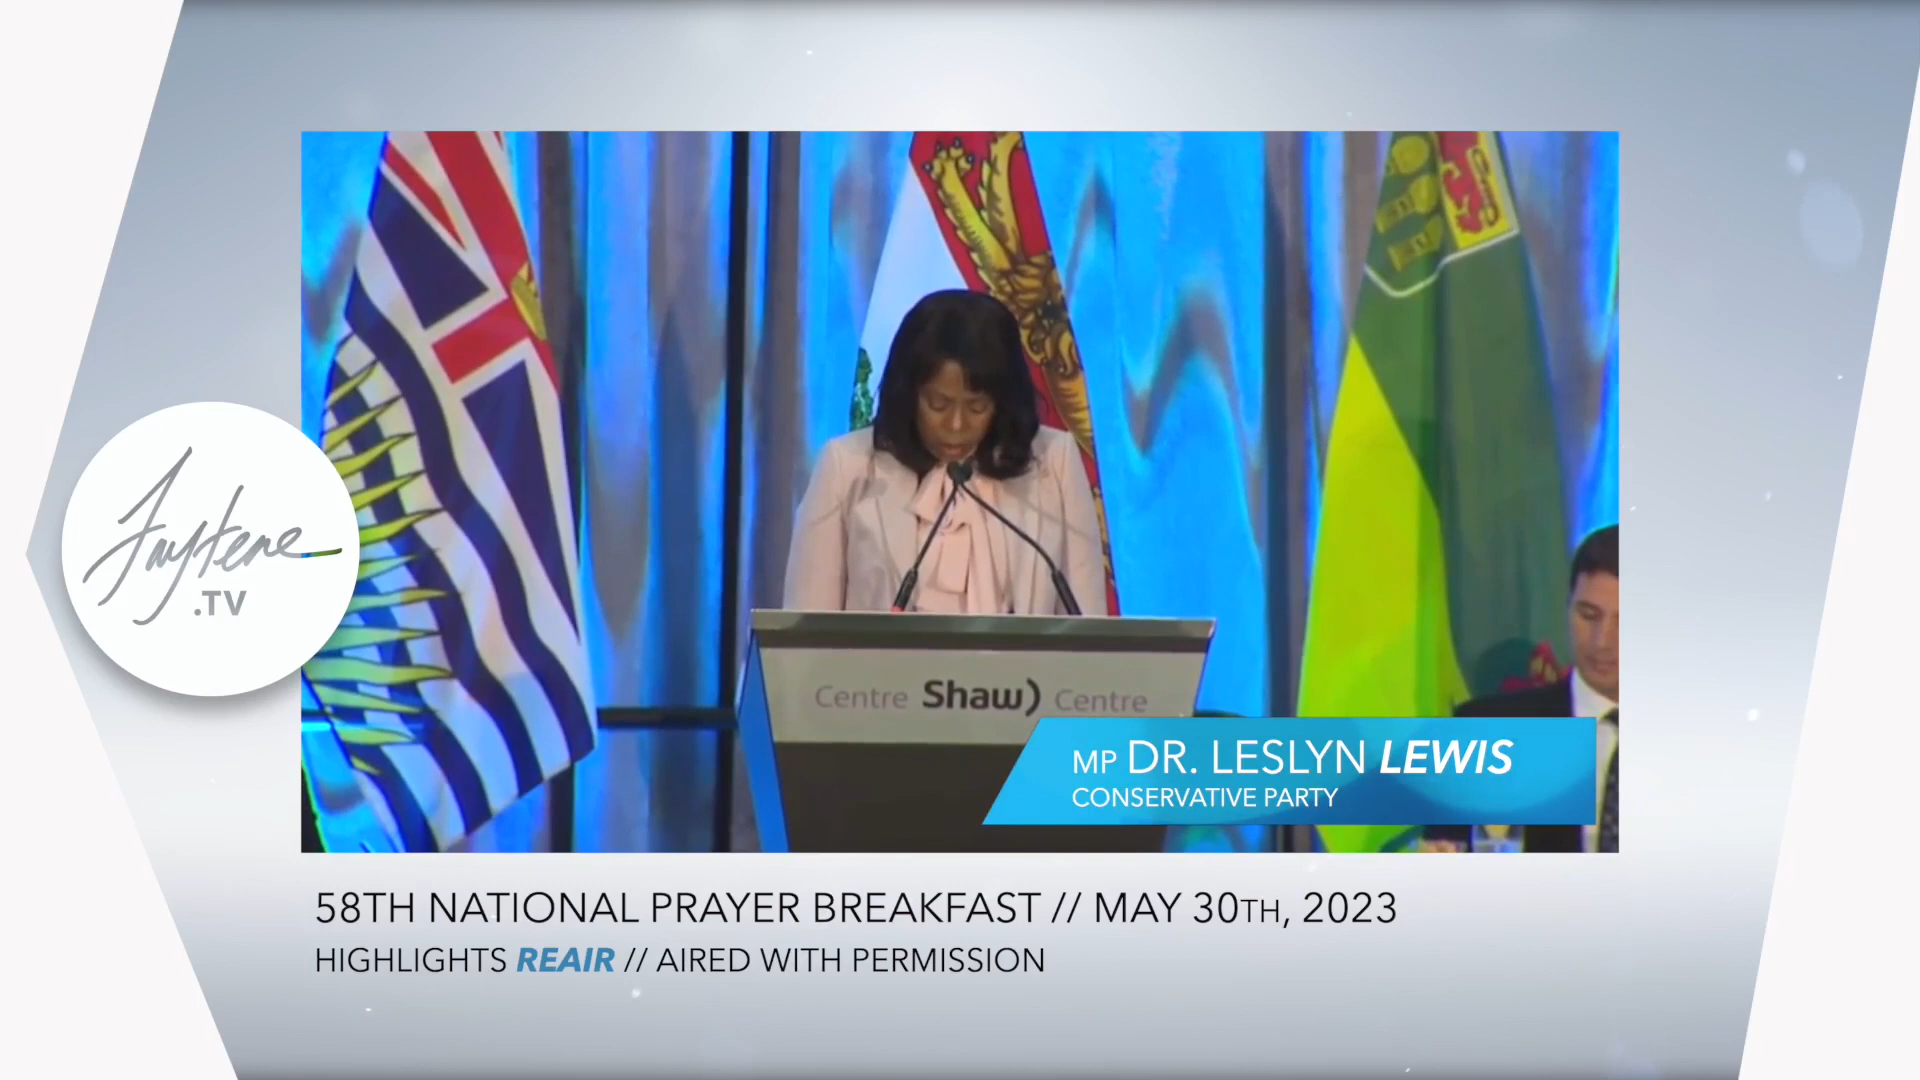 Faytene
.TV
Centre Shaw) Centre
MP DR. LESLYN LEWIS
CONSERVATIVE PARTY
58TH NATIONAL PRAYER BREAKFAST // MAY 30TH, 2023
HIGHLIGHTS REAIR // AIRED WITH PERMISSION